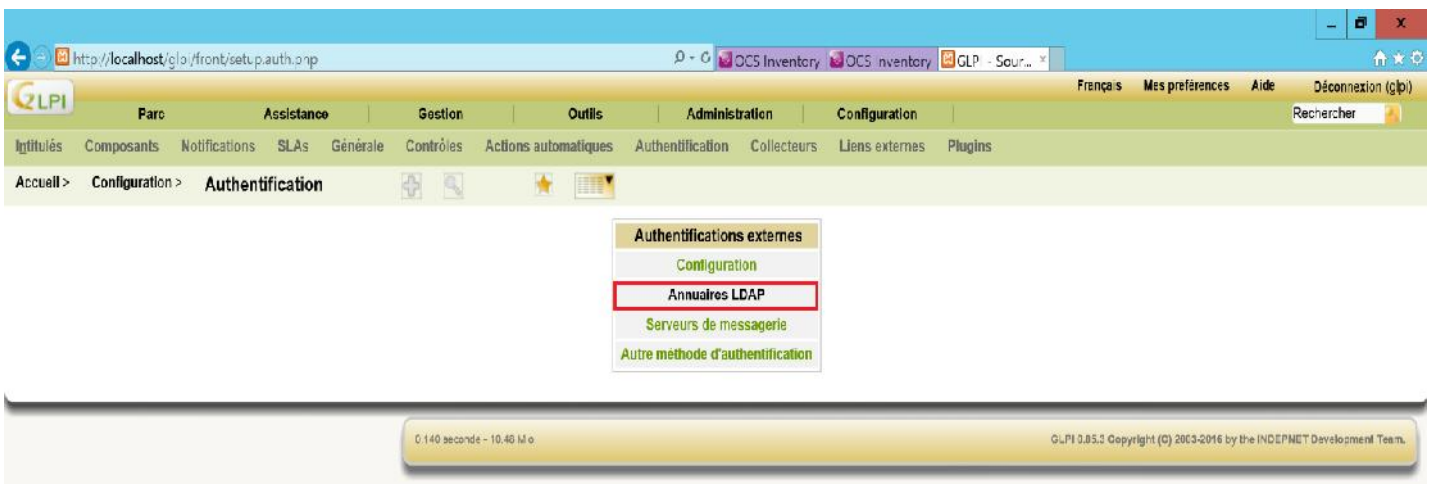 http://localhost/glpi/front/setup.auth.php
OCS Inventory
OCS Inventory
GLPI - Sour... ×
Français Mes préférences Aide Déconnexion (glpi)
GLPI
Parc Assistance Gestion Outils Administration Configuration
Rechercher
Intitulés Composants Notifications SLAs Générale Contrôles Actions automatiques Authentification Collecteurs Liens externes Plugins
Accueil > Configuration > Authentification
Authentifications externes
Configuration
Annuaires LDAP
Serveurs de messagerie
Autre méthode d'authentification
0.140 seconde - 10.46 Mio
GLPI 0.85.3 Copyright (C) 2003-2016 by the INDEPNET Development Team.